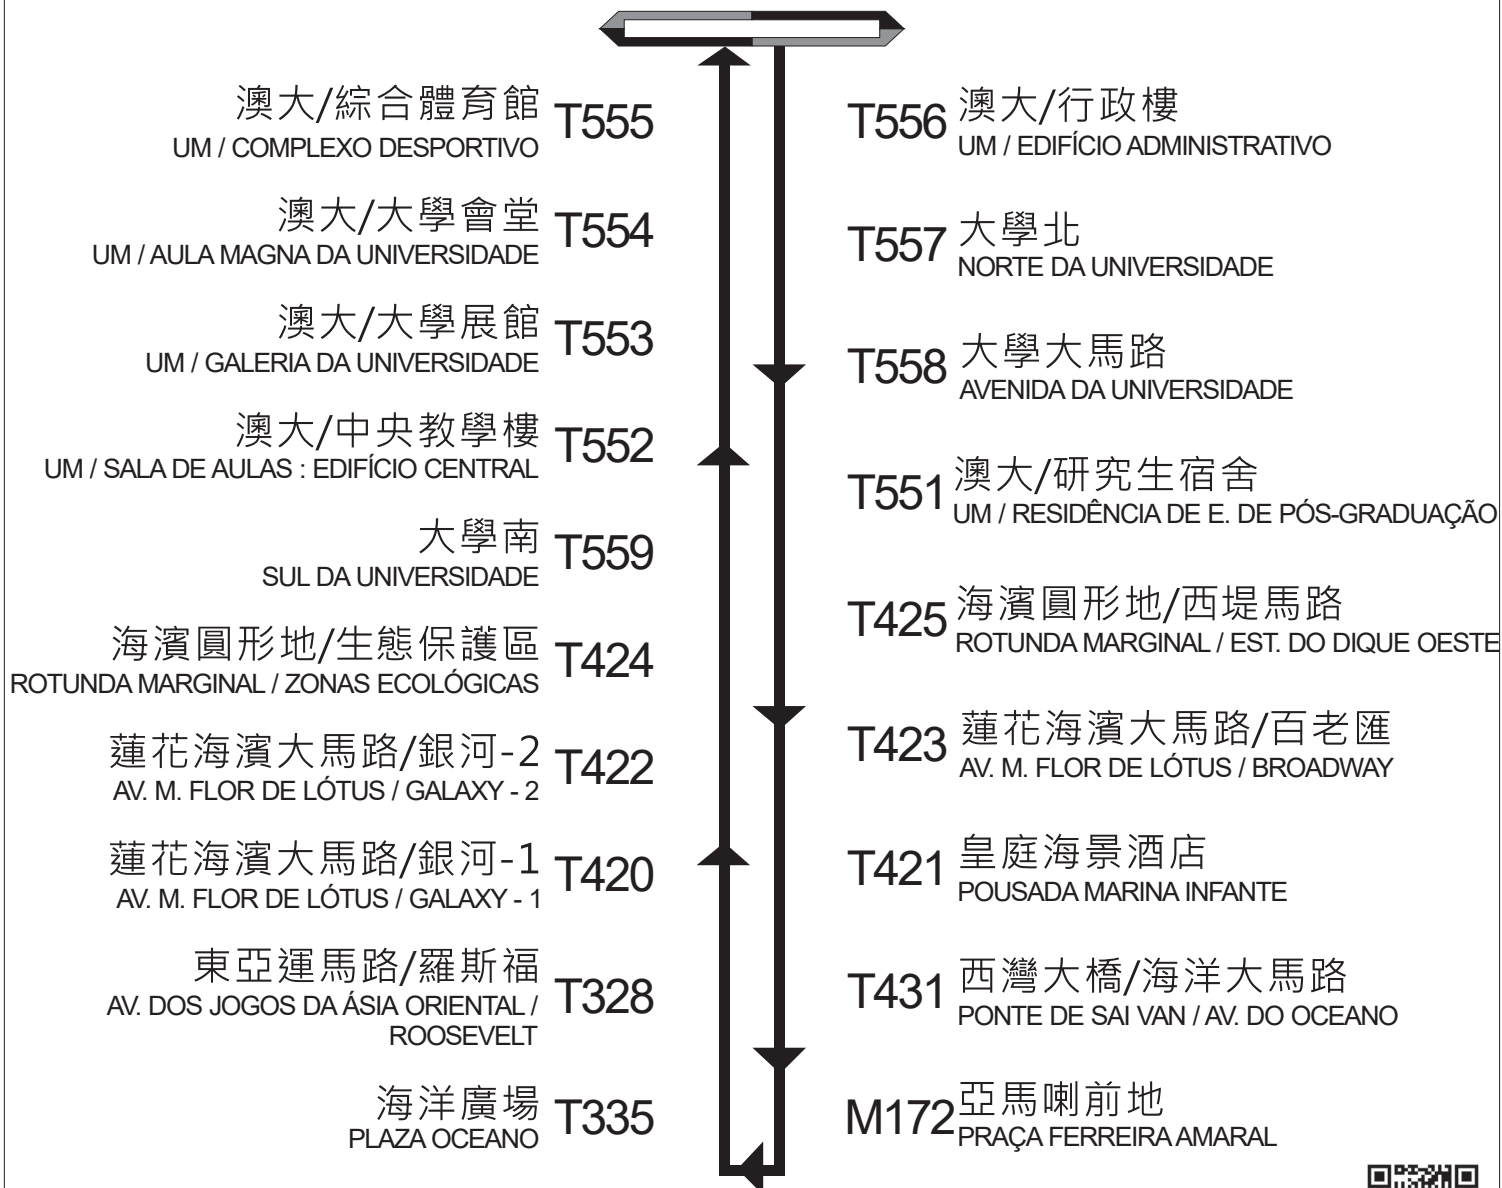 澳大/綜合體育館
UM / COMPLEXO DESPORTIVO
T555
澳大/大學會堂
UM / AULA MAGNA DA UNIVERSIDADE
T554
澳大/大學展館
UM / GALERIA DA UNIVERSIDADE
T553
澳大/中央教學樓
UM / SALA DE AULAS : EDIFÍCIO CENTRAL
T552
大學南
SUL DA UNIVERSIDADE
T559
海濱圓形地/生態保護區
ROTUNDA MARGINAL / ZONAS ECOLÓGICAS
T424
蓮花海濱大馬路/銀河-2
AV. M. FLOR DE LÓTUS / GALAXY - 2
T422
蓮花海濱大馬路/銀河-1
AV. M. FLOR DE LÓTUS / GALAXY - 1
T420
東亞運馬路/羅斯福
AV. DOS JOGOS DA ÁSIA ORIENTAL /
ROOSEVELT
T328
海洋廣場
PLAZA OCEANO
T335
T556
澳大/行政樓
UM / EDIFÍCIO ADMINISTRATIVO
T557
大學北
NORTE DA UNIVERSIDADE
T558
大學大馬路
AVENIDA DA UNIVERSIDADE
T551
澳大/研究生宿舍
UM / RESIDÊNCIA DE E. DE PÓS-GRADUAÇÃO
T425
海濱圓形地/西堤馬路
ROTUNDA MARGINAL / EST. DO DIQUE OESTE
T423
蓮花海濱大馬路/百老匯
AV. M. FLOR DE LÓTUS / BROADWAY
T421
皇庭海景酒店
POUSADA MARINA INFANTE
T431
西灣大橋/海洋大馬路
PONTE DE SAI VAN / AV. DO OCEANO
M172
亞馬喇前地
PRAÇA FERREIRA AMARAL